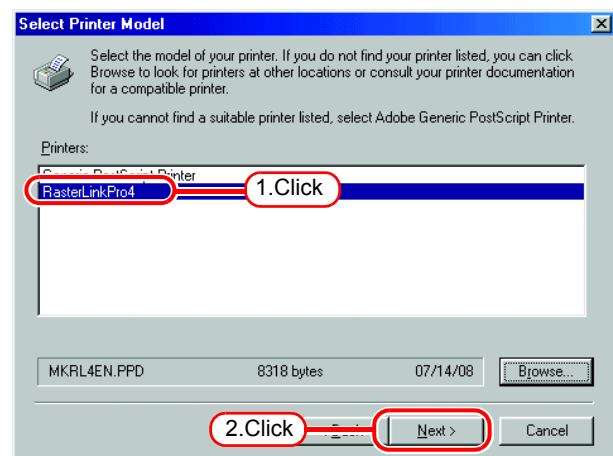 Select Printer Model
Select the model of your printer. If you do not find your printer listed, you can click
Browse to look for printers at other locations or consult your printer documentation
for a compatible printer.
If you cannot find a suitable printer listed, select Adobe Generic PostScript Printer.
Printers:
Generic PostScript Printer
RasterLinkPro4
1.Click
MKRL4EN.PPD 8318 bytes 07/14/08 Browse...
2.Click Next > Cancel